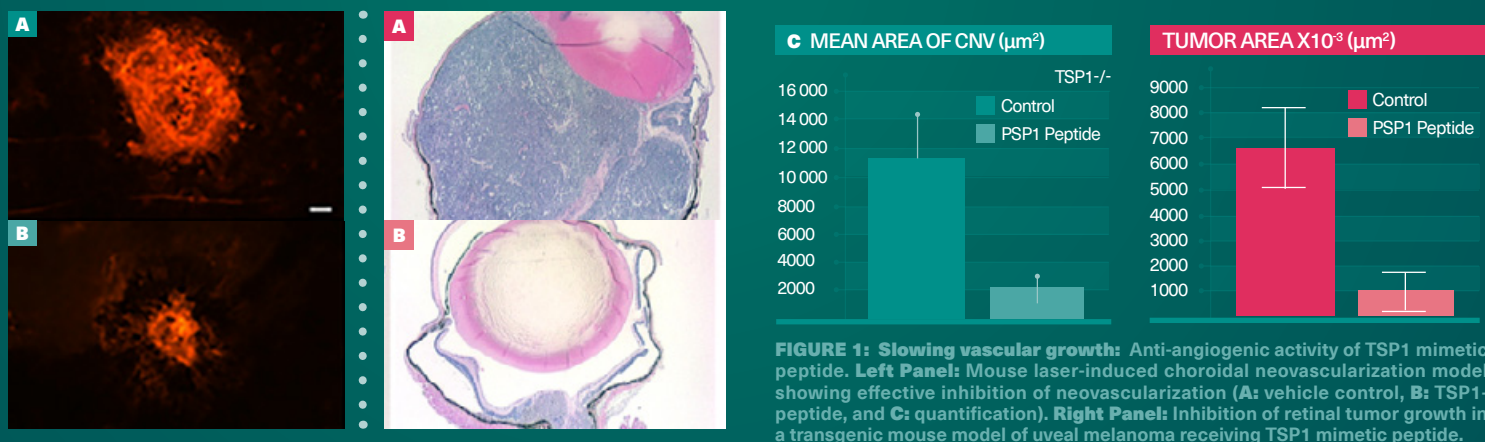 A
B
A
B
C MEAN AREA OF CNV (µm²)
TSP1-/-
16 000
14 000
12 000
10 000
8000
6000
4000
2000
Control
PSP1 Peptide
TUMOR AREA X10⁻³ (µm²)
9000
8000
7000
6000
5000
4000
3000
2000
1000
Control
PSP1 Peptide
FIGURE 1: Slowing vascular growth: Anti-angiogenic activity of TSP1 mimetic
peptide. Left Panel: Mouse laser-induced choroidal neovascularization model
showing effective inhibition of neovascularization (A: vehicle control, B: TSP1-
peptide, and C: quantification). Right Panel: Inhibition of retinal tumor growth in
a transgenic mouse model of uveal melanoma receiving TSP1 mimetic peptide.